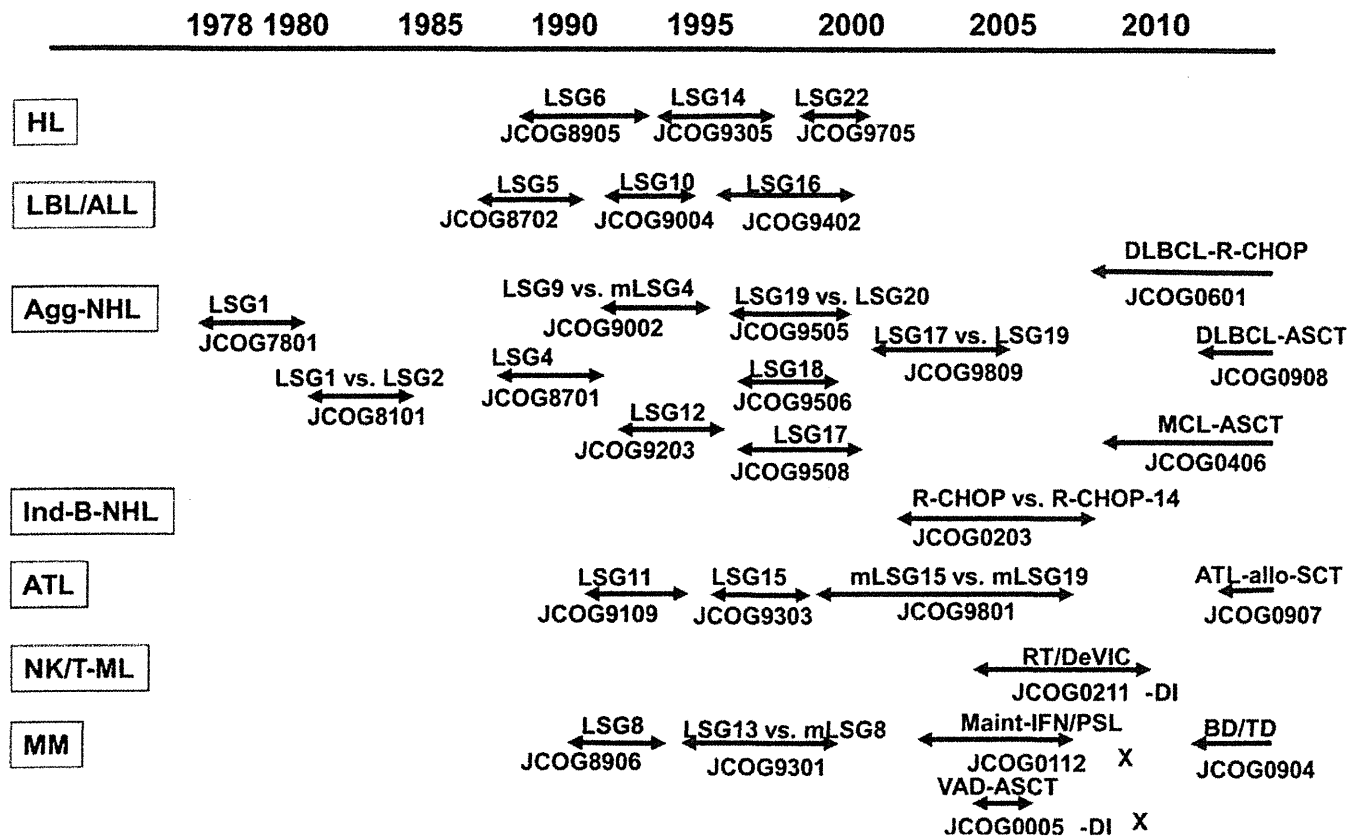 1978 1980 1985 1990 1995 2000 2005 2010
HL
LSG6 LSG14 LSG22
JCOG8905 JCOG9305 JCOG9705
LBL/ALL
LSG5 LSG10 LSG16
JCOG8702 JCOG9004 JCOG9402
DLBCL-R-CHOP
JCOG0601
Agg-NHL
LSG1 LSG9 vs. mLSG4 LSG19 vs. LSG20
JCOG7801 JCOG9002 JCOG9505
LSG17 vs. LSG19 DLBCL-ASCT
JCOG9809 JCOG0908
LSG1 vs. LSG2 LSG4 LSG18
JCOG8101 JCOG8701 JCOG9506
LSG12 LSG17 MCL-ASCT
JCOG9203 JCOG9508 JCOG0406
Ind-B-NHL
R-CHOP vs. R-CHOP-14
JCOG0203
ATL
LSG11 LSG15 mLSG15 vs. mLSG19 ATL-allo-SCT
JCOG9109 JCOG9303 JCOG9801 JCOG0907
NK/T-ML
RT/DeVIC
JCOG0211 -DI
MM
LSG8 LSG13 vs. mLSG8 Maint-IFN/PSL BD/TD
JCOG8906 JCOG9301 JCOG0112 X JCOG0904
VAD-ASCT
JCOG0005 -DI X